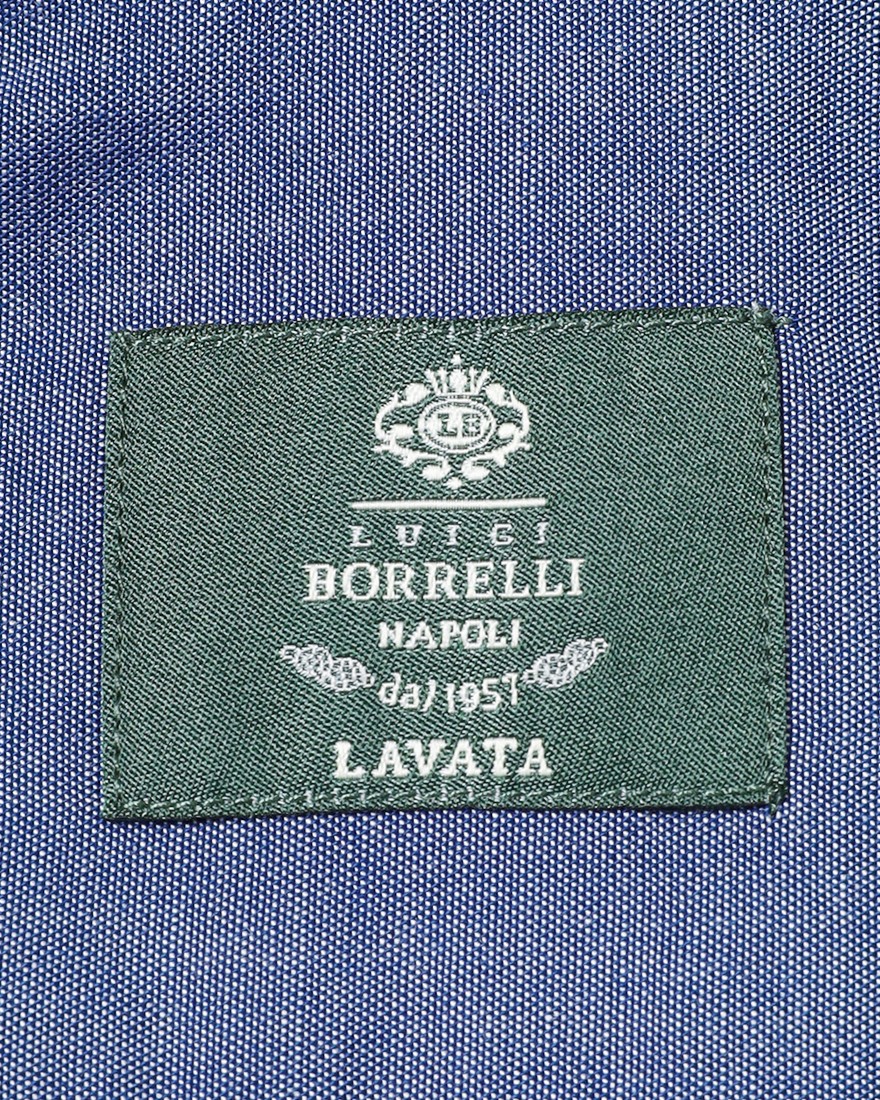 LB
LUIGI
BORRELLI
NAPOLI
dal 1957
LAVATA